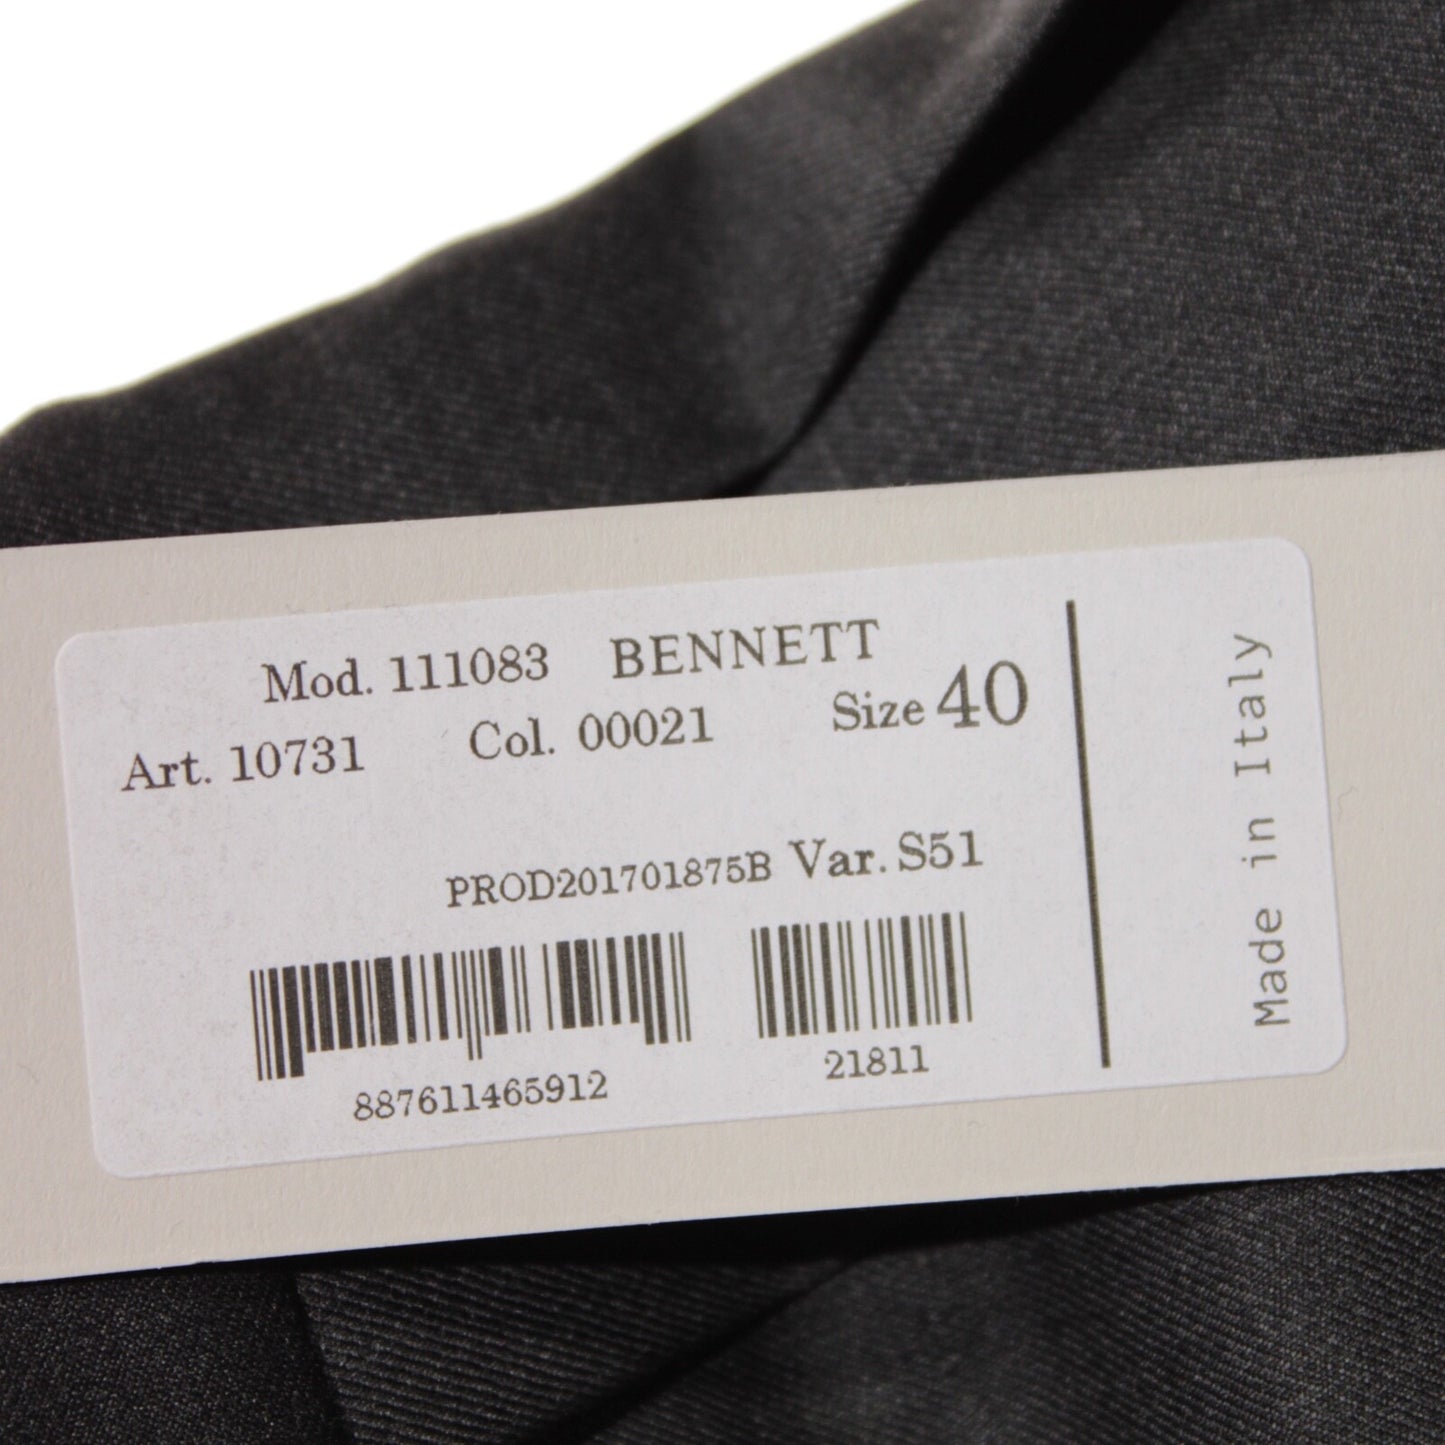 Mod. 111083 BENNETT
Art. 10731 Col. 00021 Size 40
PROD201701875B Var. S51
887611465912 21811
Made in Italy